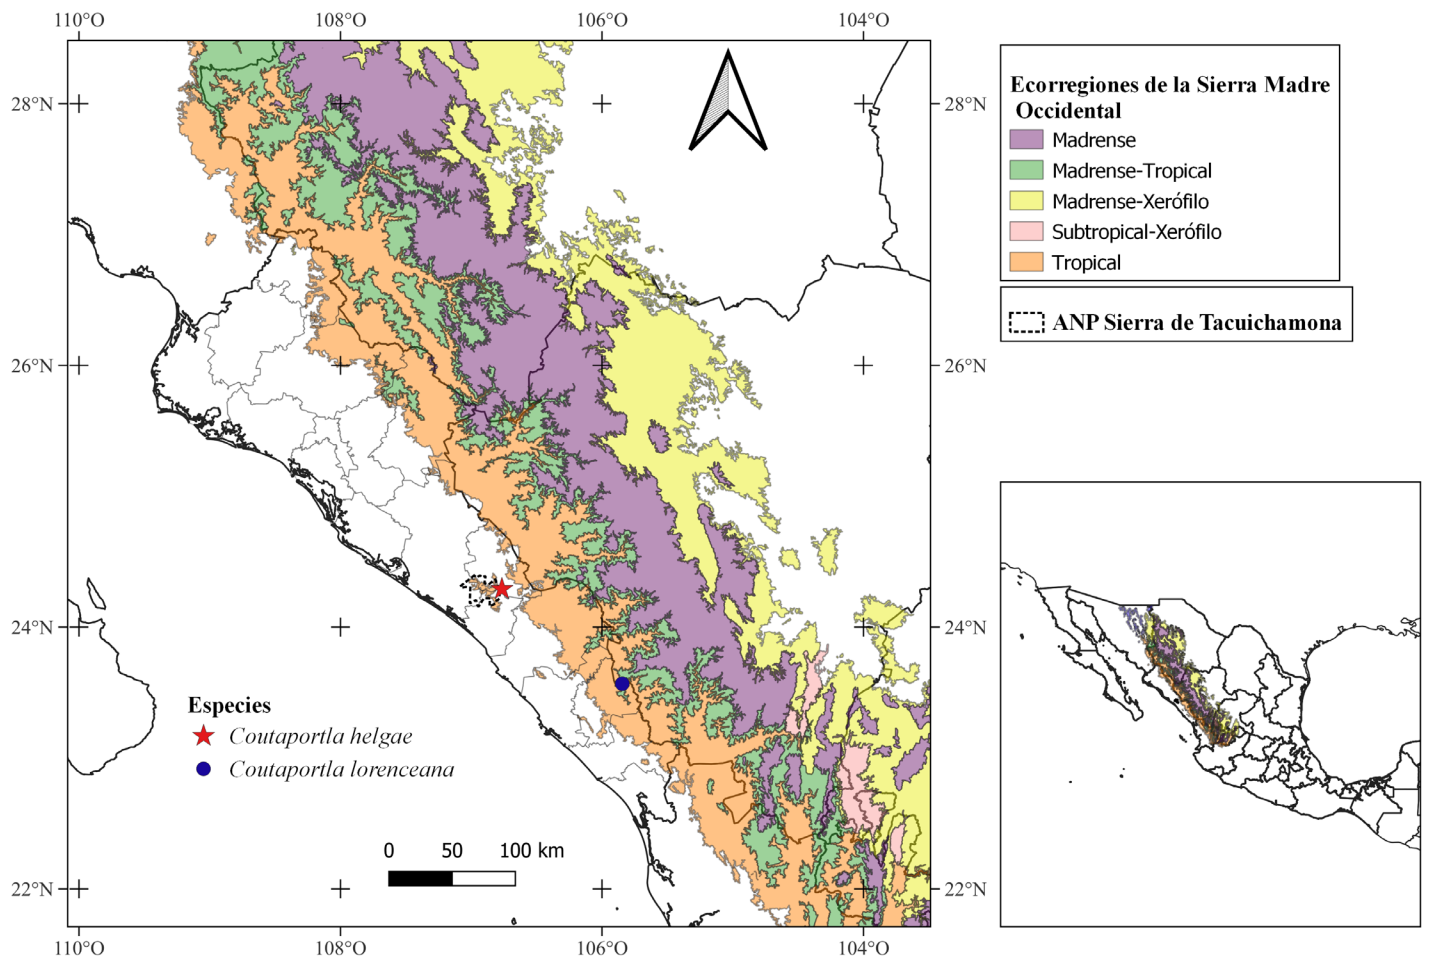 110°O 108°O 106°O 104°O
28°N 28°N
26°N 26°N
24°N 24°N
22°N 22°N
110°O 108°O 106°O 104°O
Especies
Coutaportla helgae
Coutaportla lorenceana
0 50 100 km
Ecorregiones de la Sierra Madre
Occidental
Madrense
Madrense-Tropical
Madrense-Xerófilo
Subtropical-Xerófilo
Tropical
ANP Sierra de Tacuichamona